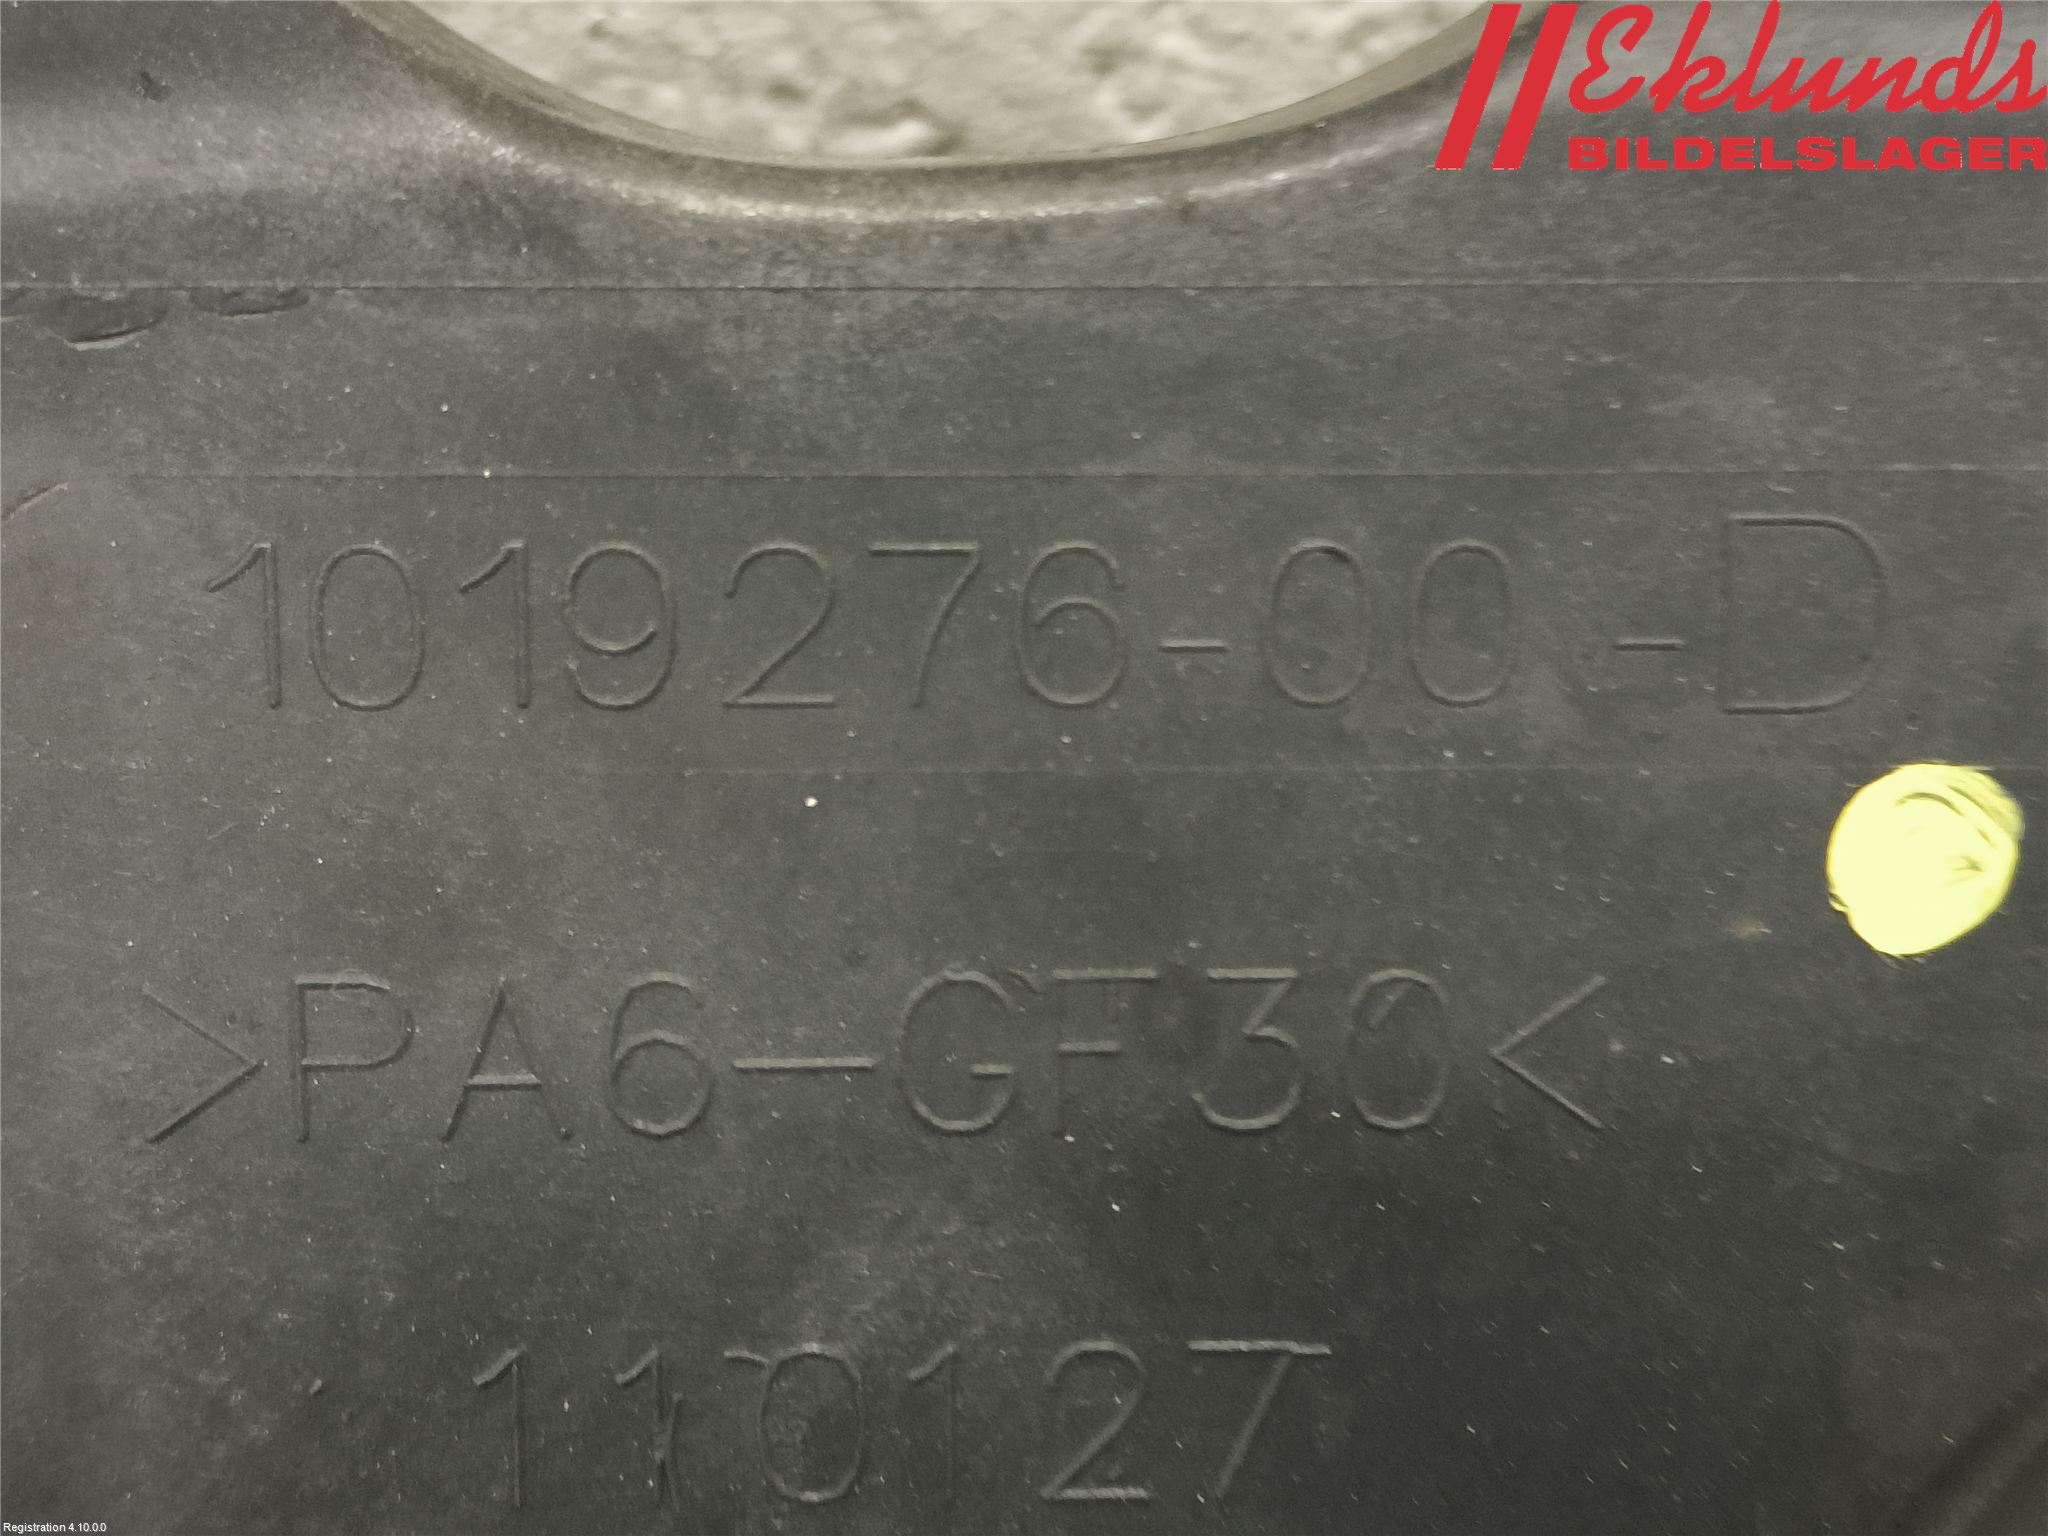 Eklunds
BILDELSLAGER
1019276-00 -D
>PA6-GF30<
110127
Registration 4.10.0.0